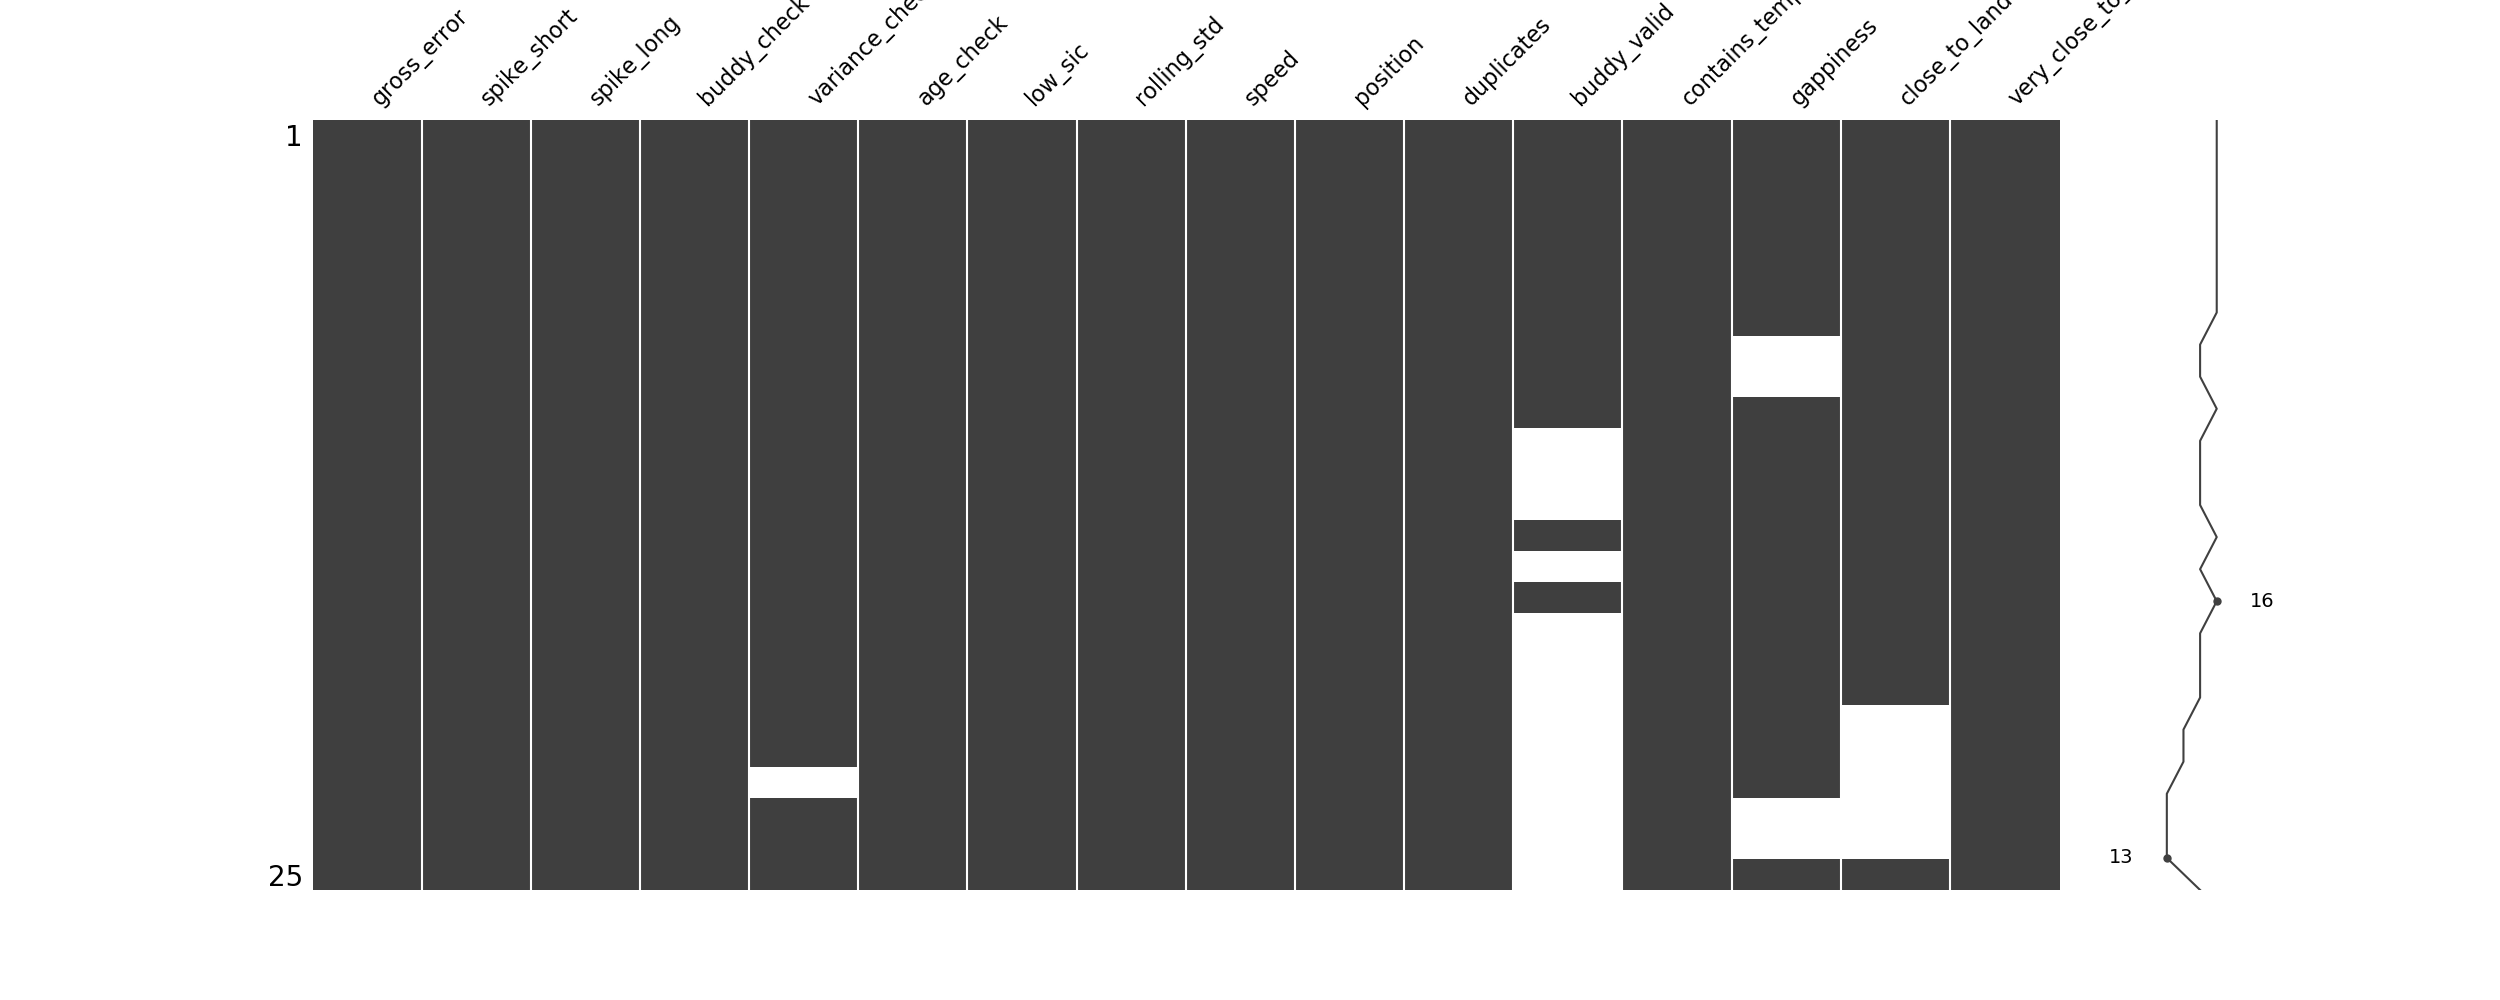 gross_error
spike_short
spike_long
buddy_check
variance_che
age_check
low_sic
rolling_std
speed
position
duplicates
buddy_valid
contains_temp
gappiness
close_to_land
very_close_to_
1
16
13
25